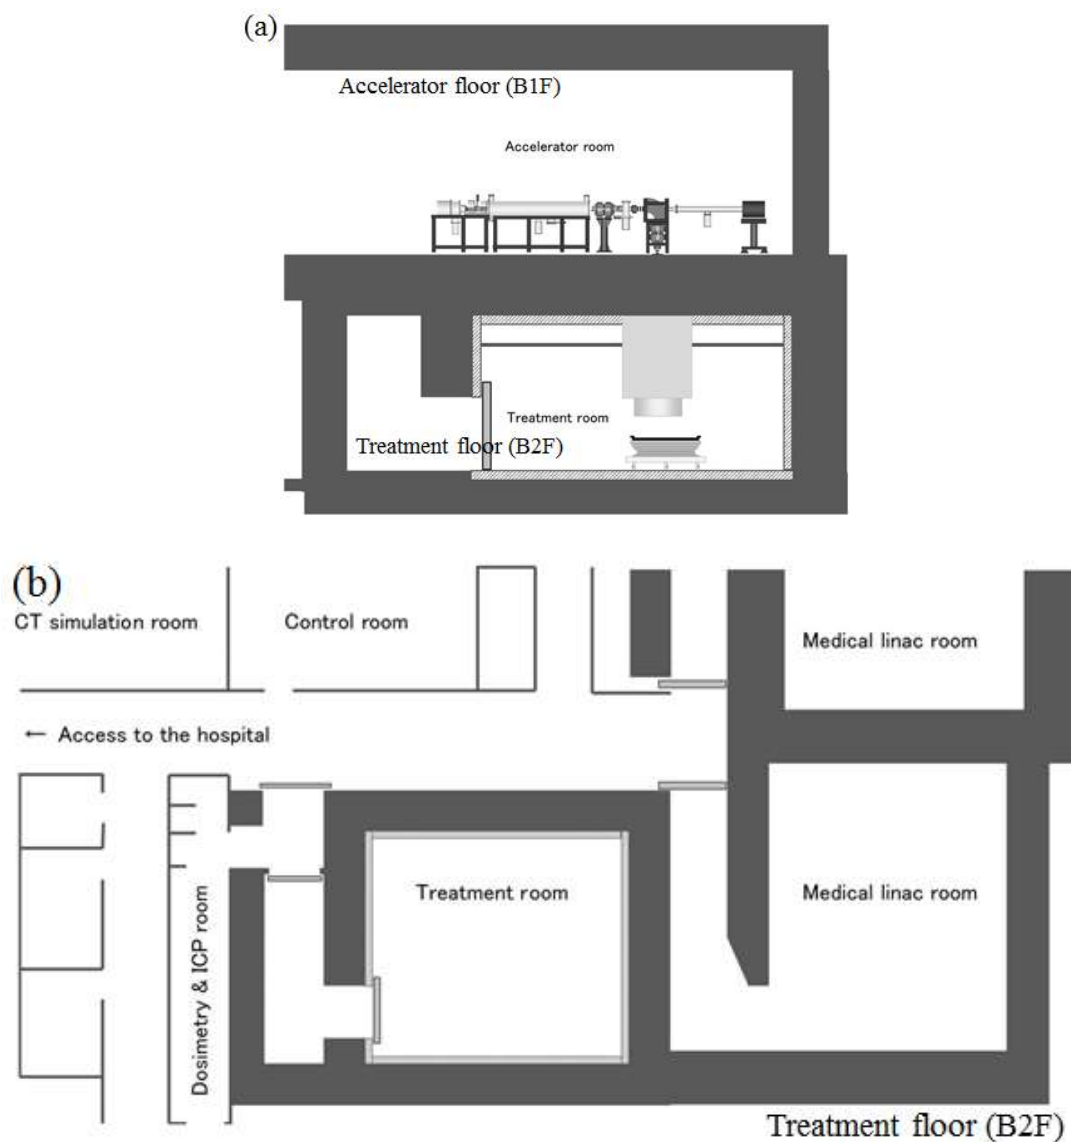 (a)
Accelerator floor (B1F)
Accelerator room
Treatment room
Treatment floor (B2F)
(b)
CT simulation room
Control room
Medical linac room
← Access to the hospital
Treatment room
Medical linac room
Dosimetry & ICP room
Treatment floor (B2F)